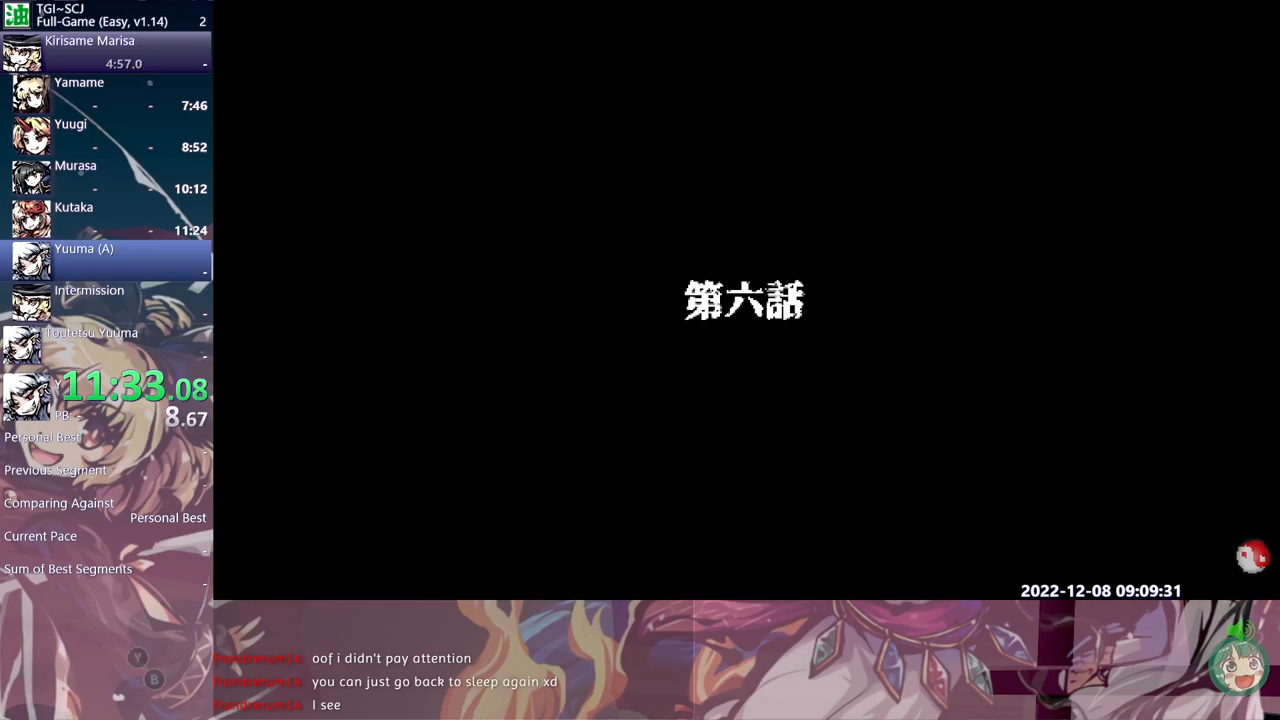 油
TGI~SCJ
Full-Game (Easy, v1.14) 2
Kirisame Marisa
4:57.0 -
Yamame
- - 7:46
Yuugi
- - 8:52
Murasa
- - 10:12
Kutaka
- - 11:24
Yuuma (A)
-
Intermission
-
Toutetsu Yuuma
-
Y 11:33.08
PB: - 8.67
Personal Best
-
Previous Segment
-
Comparing Against
Personal Best
Current Pace
-
Sum of Best Segments
-
第六話
2022-12-08 09:09:31
Y
B
oof i didn't pay attention
you can just go back to sleep again xd
I see